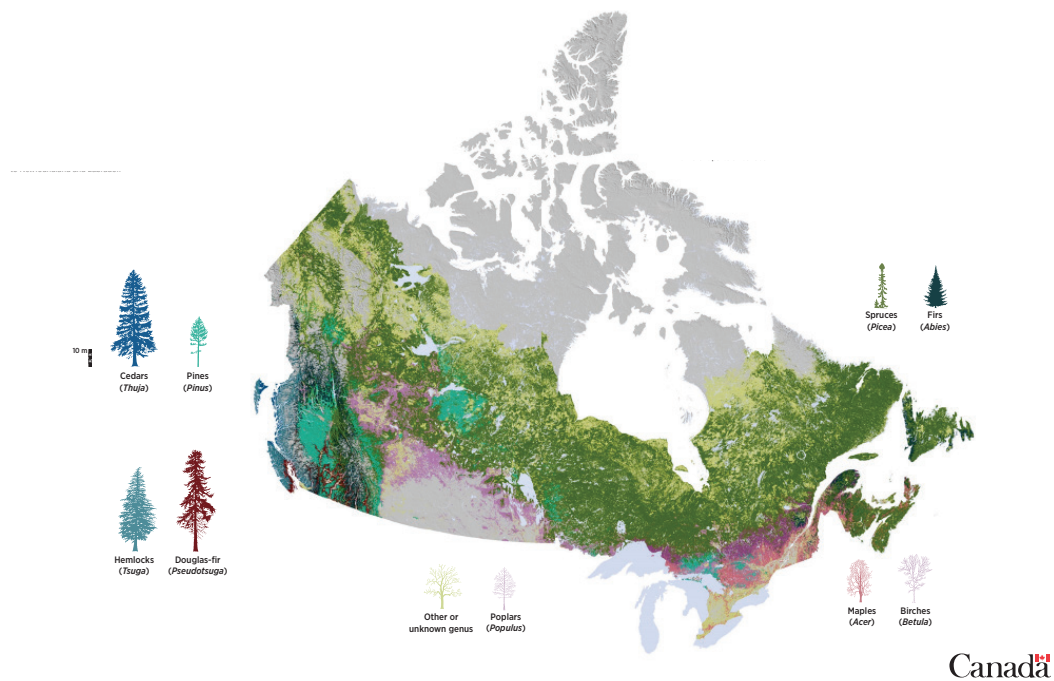 10 m
Cedars
(Thuja)
Pines
(Pinus)
Spruces
(Picea)
Firs
(Abies)
Hemlocks
(Tsuga)
Douglas-fir
(Pseudotsuga)
Other or
unknown genus
Poplars
(Populus)
Maples
(Acer)
Birches
(Betula)
Canada